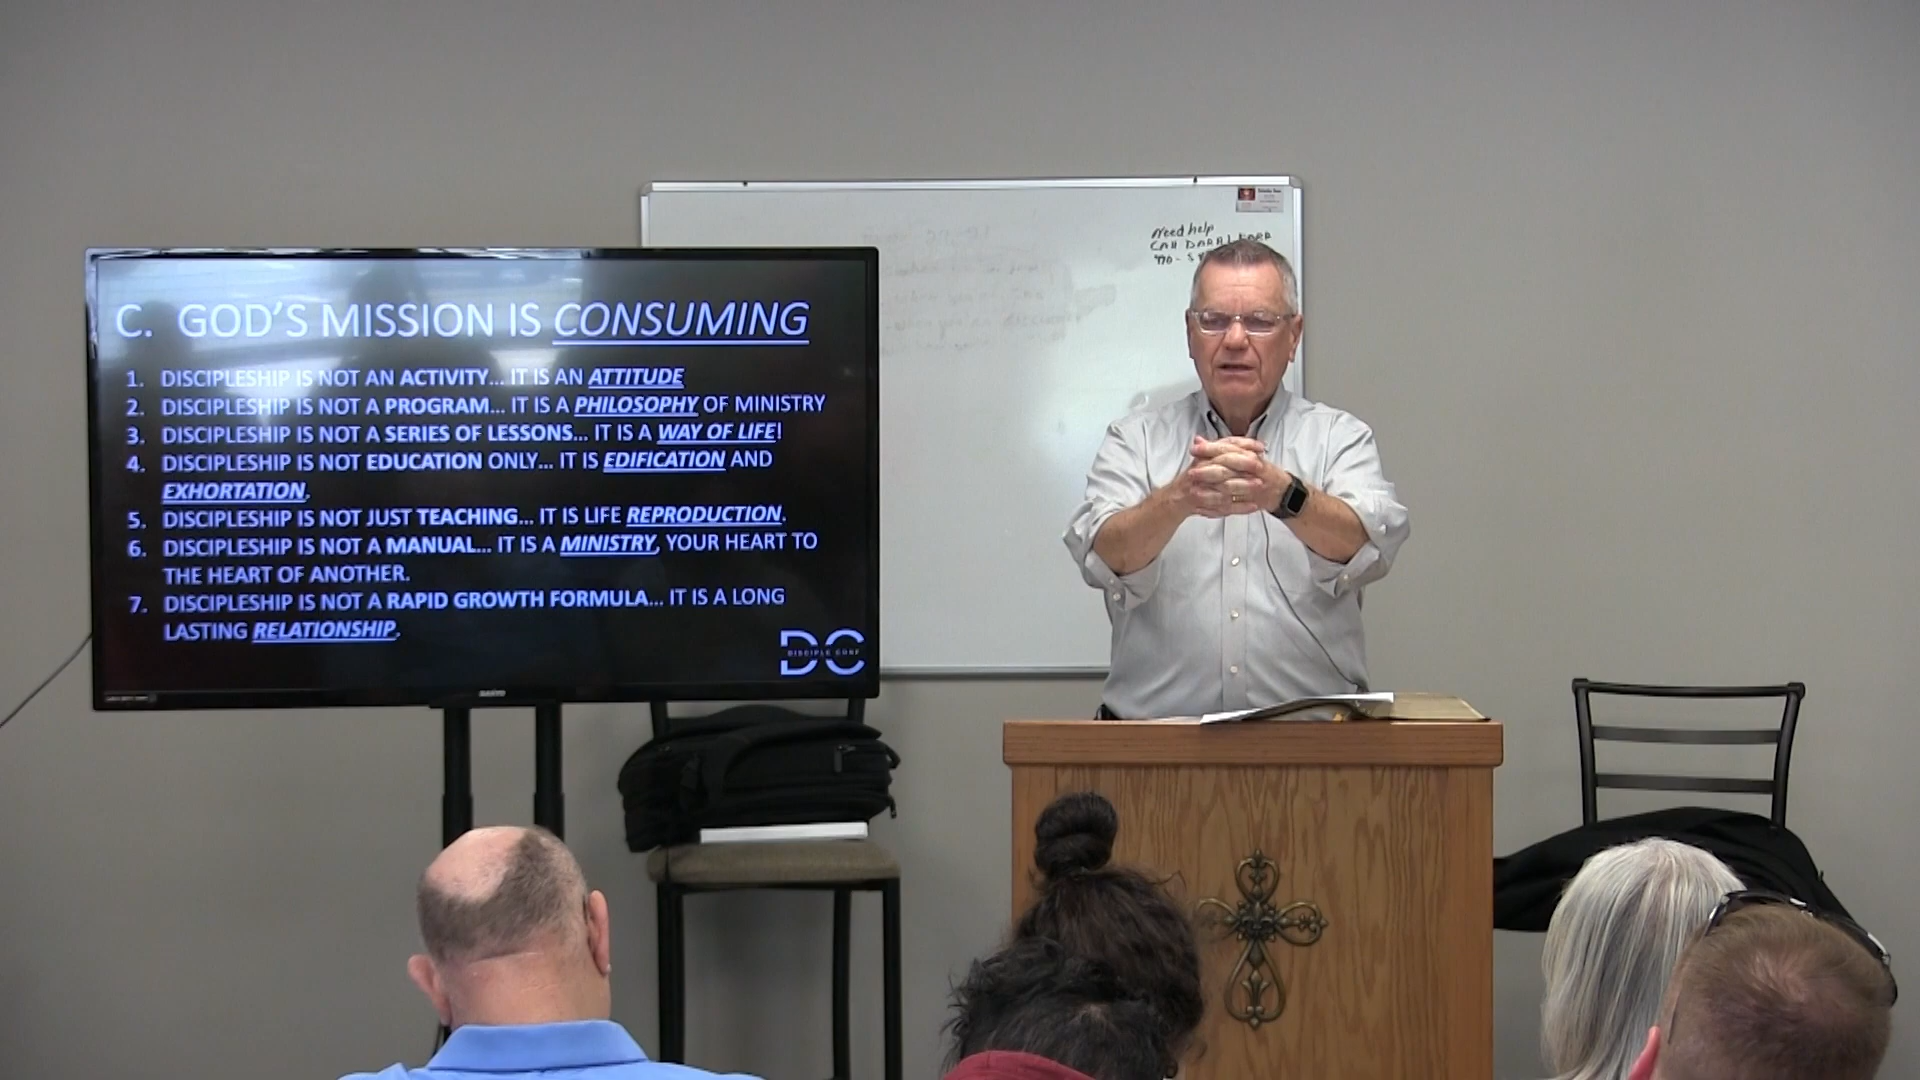 C. GOD'S MISSION IS CONSUMING
1. DISCIPLESHIP IS NOT AN ACTIVITY... IT IS AN ATTITUDE
2. DISCIPLESHIP IS NOT A PROGRAM... IT IS A PHILOSOPHY OF MINISTRY
3. DISCIPLESHIP IS NOT A SERIES OF LESSONS... IT IS A WAY OF LIFE!
4. DISCIPLESHIP IS NOT EDUCATION ONLY... IT IS EDIFICATION AND
EXHORTATION.
5. DISCIPLESHIP IS NOT JUST TEACHING... IT IS LIFE REPRODUCTION.
6. DISCIPLESHIP IS NOT A MANUAL... IT IS A MINISTRY, YOUR HEART TO
THE HEART OF ANOTHER.
7. DISCIPLESHIP IS NOT A RAPID GROWTH FORMULA... IT IS A LONG
LASTING RELATIONSHIP.
DC
DISCIPLE CONF
SANYO
Need help
CAll